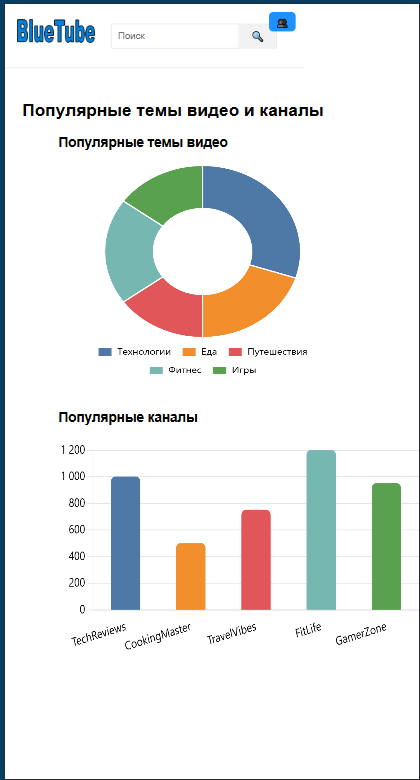 BlueTube
Поиск
Популярные темы видео и каналы
Популярные темы видео
Технологии Еда Путешествия
Фитнес Игры
Популярные каналы
1 200
1 000
800
600
400
200
0
TechReviews CookingMaster TravelVibes FitLife GamerZone